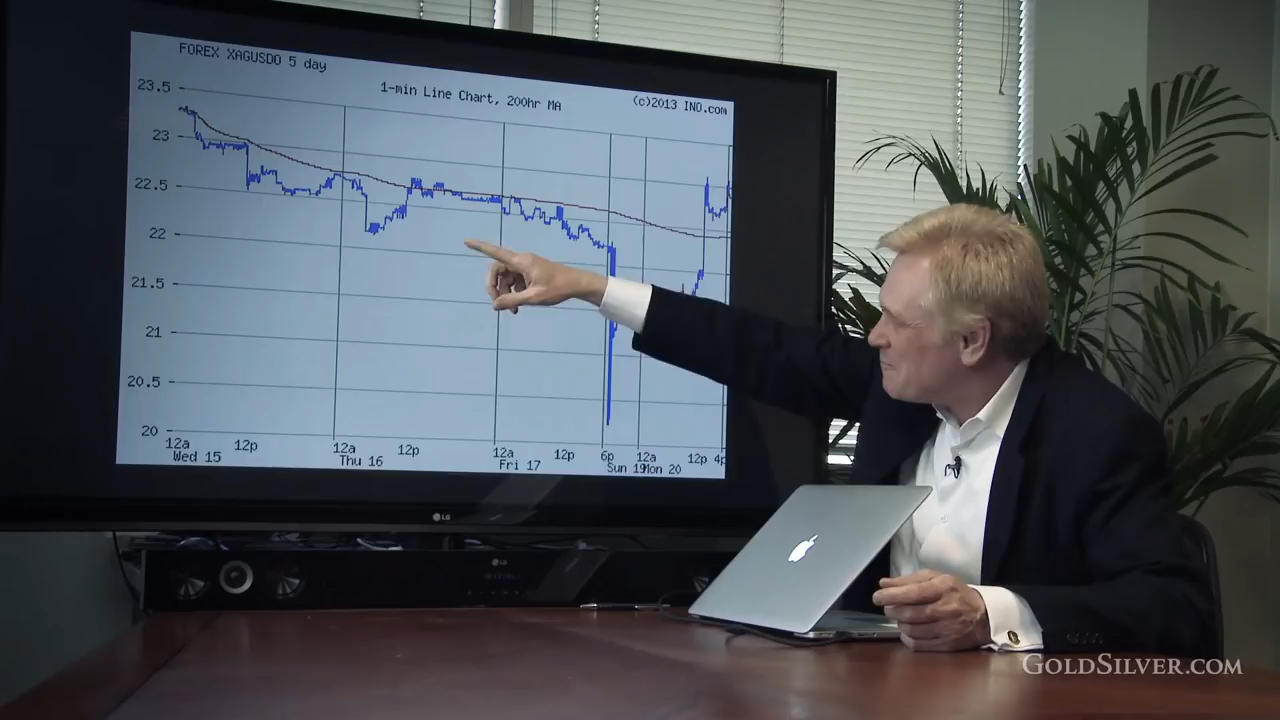 FOREX XAGUSDO 5 day
1-min Line Chart, 200hr MA
(c)2013 INO.com
23.5
23
22.5
22
21.5
21
20.5
20
12a 12p 12a 12p 12a 12p 6p 12a 12p 4p
Wed 15 Thu 16 Fri 17 Sun 19 Mon 20
LG
LG
GOLDSILVER.COM